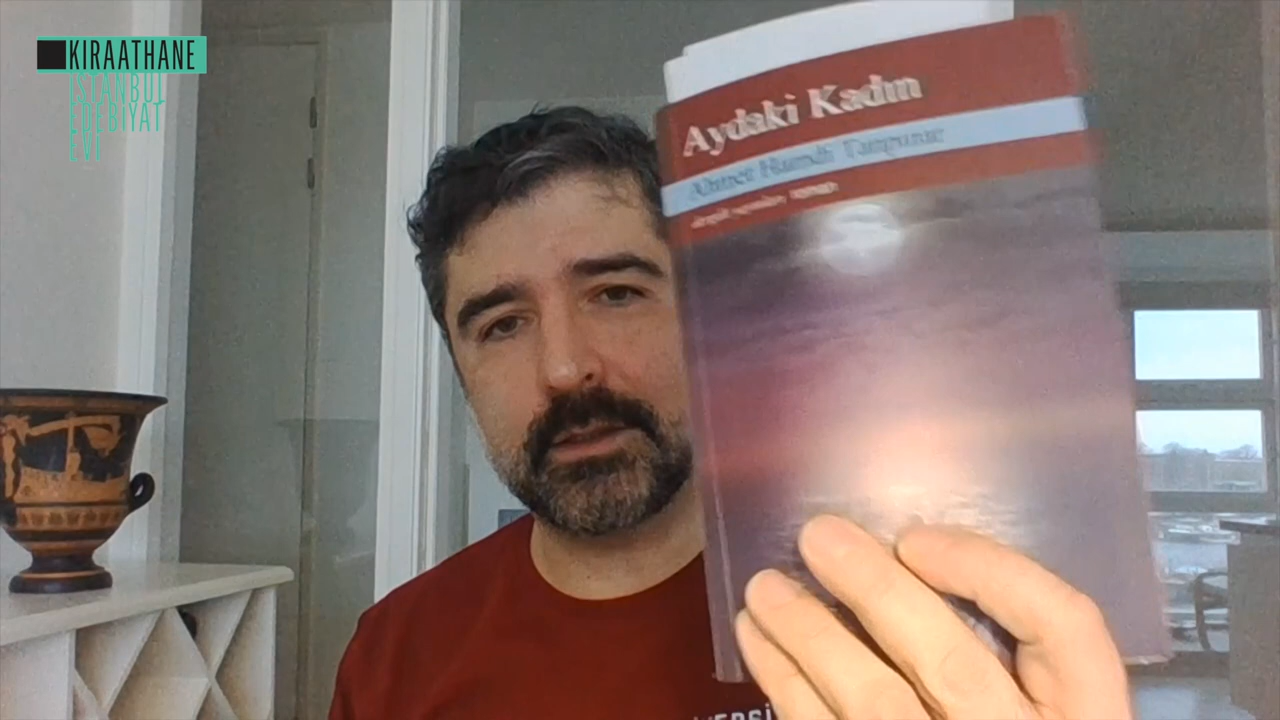 KIRAATHANE
İSTANBUL
EDEBİYAT
EVİ
Aydaki Kadın
Ahmet Hamdi Tanpınar